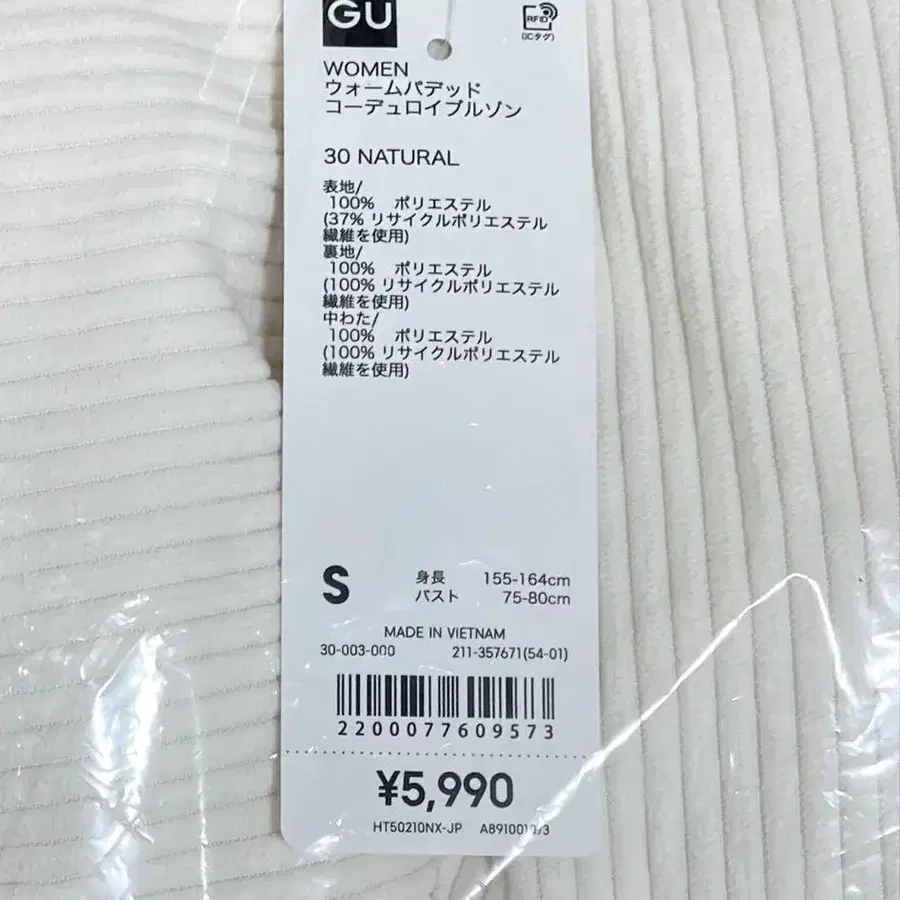 GU
RFID
(ICタグ)
WOMEN
ウォームパデッド
コーデュロイブルゾン
30 NATURAL
表地/
100% ポリエステル
(37% リサイクルポリエステル
繊維を使用)
裏地/
100% ポリエステル
(100% リサイクルポリエステル
繊維を使用)
中わた/
100% ポリエステル
(100% リサイクルポリエステル
繊維を使用)
S 身長 155-164cm
バスト 75-80cm
MADE IN VIETNAM
30-003-000 211-357671(54-01)
2200077609573
¥5,990
HT50210NX-JP